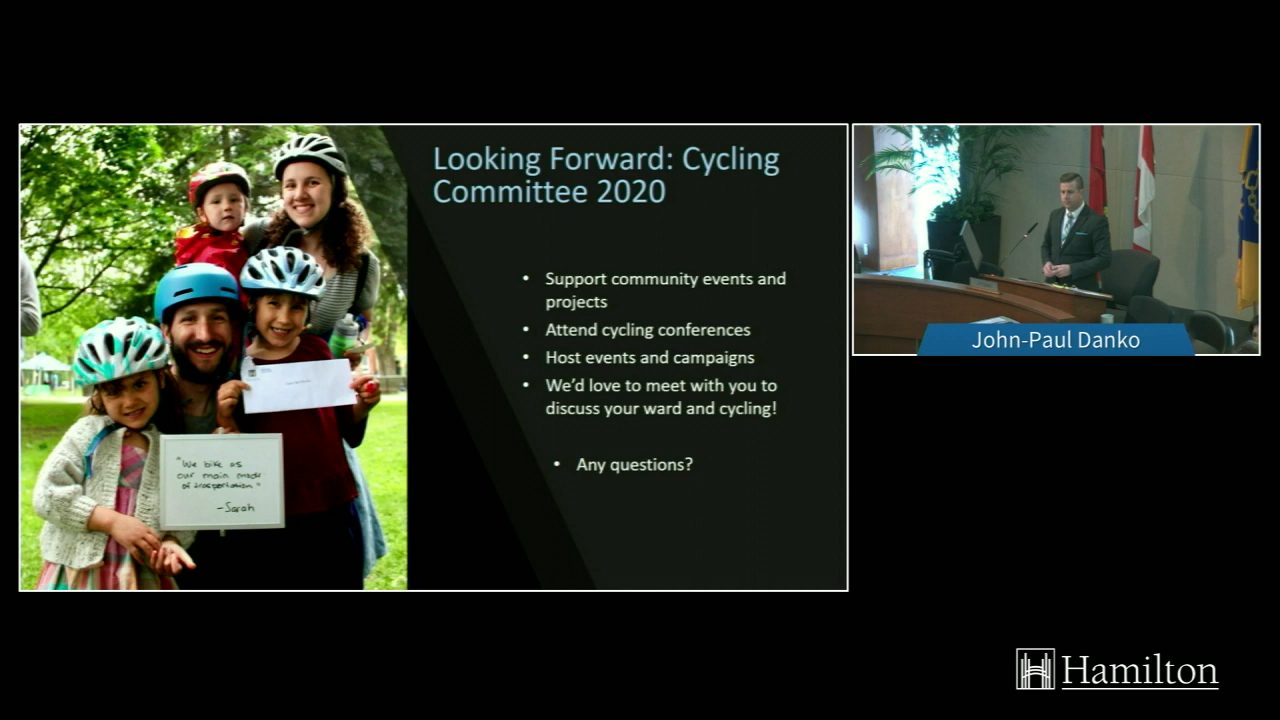 Looking Forward: Cycling
Committee 2020
• Support community events and
projects
• Attend cycling conferences
• Host events and campaigns
• We'd love to meet with you to
discuss your ward and cycling!
• Any questions?
"We bike as
our main mode
of trasportation"
-Sarah
John-Paul Danko
Hamilton